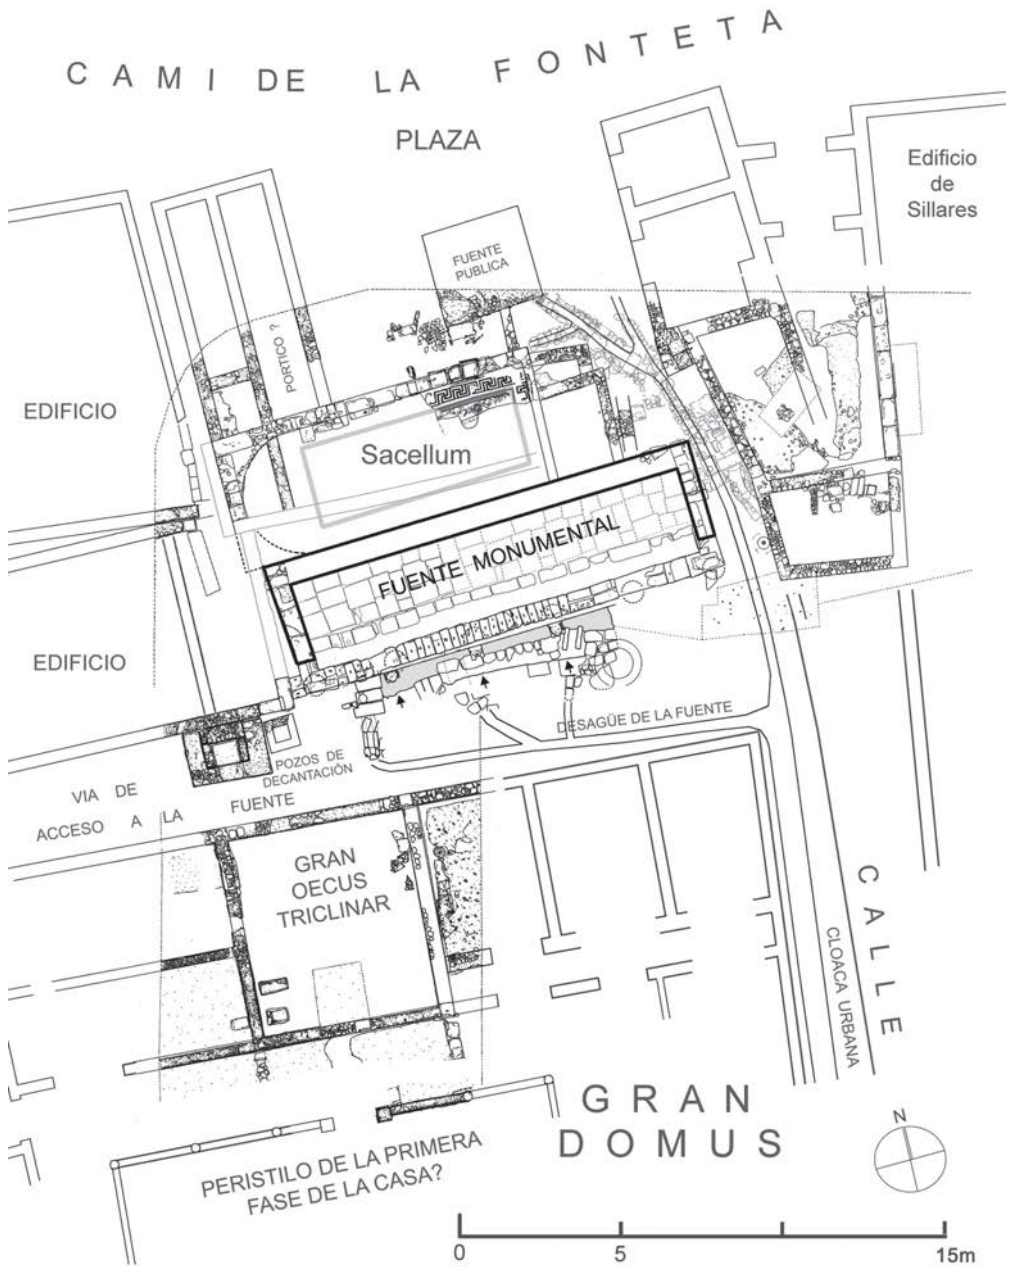 CAMI DE LA FONTETA
PLAZA
Edificio
de
Sillares
FUENTE
PUBLICA
PORTICO ?
EDIFICIO
Sacellum
FUENTE MONUMENTAL
EDIFICIO
DESAGÜE DE LA FUENTE
POZOS DE
DECANTACIÓN
VIA DE
ACCESO A LA FUENTE
GRAN
OECUS
TRICLINAR
CALLE
CLOACA URBANA
GRAN
DOMUS
PERISTILO DE LA PRIMERA
FASE DE LA CASA?
N
0 5 15m